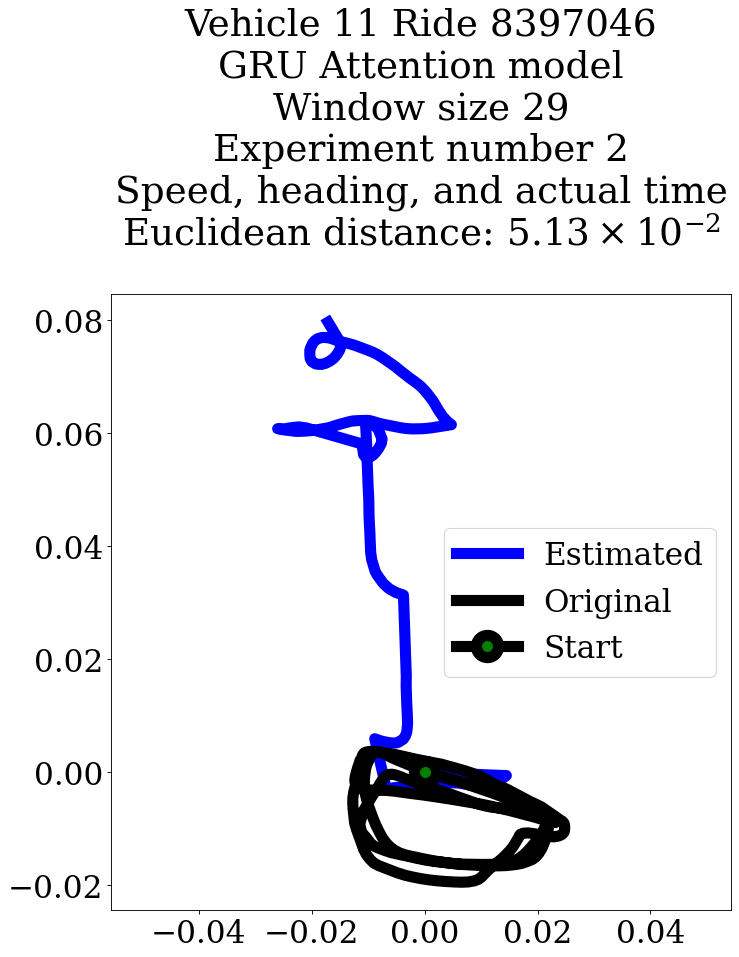 Vehicle 11 Ride 8397046
GRU Attention model
Window size 29
Experiment number 2
Speed, heading, and actual time
Euclidean distance: 5.13 × 10⁻²
0.08
0.06
0.04
0.02
0.00
−0.02
Estimated
Original
Start
−0.04 −0.02 0.00 0.02 0.04